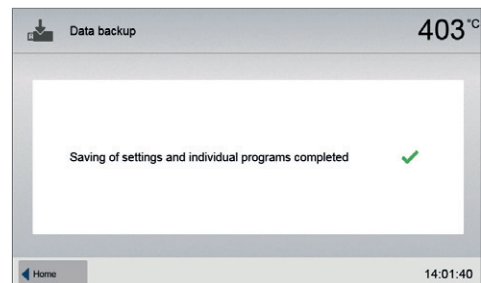 Data backup
403 °C
Saving of settings and individual programs completed
Home
14:01:40